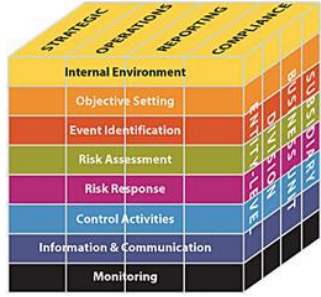 STRATEGIC
OPERATIONS
REPORTING
COMPLIANCE
Internal Environment
Objective Setting
Event Identification
Risk Assessment
Risk Response
Control Activities
Information & Communication
Monitoring
ENTITY-LEVEL
DIVISION
BUSINESS UNIT
SUBSIDIARY